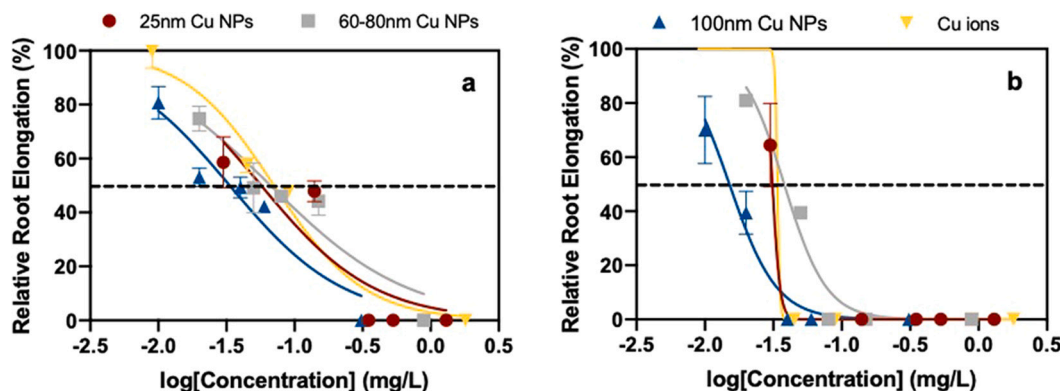 25nm Cu NPs 60-80nm Cu NPs 100nm Cu NPs Cu ions
a
Relative Root Elongation (%)
100
80
60
40
20
0
-2.5 -2.0 -1.5 -1.0 -0.5 0.0 0.5
log[Concentration] (mg/L)
b
Relative Root Elongation (%)
100
80
60
40
20
0
-2.5 -2.0 -1.5 -1.0 -0.5 0.0 0.5
log[Concentration] (mg/L)